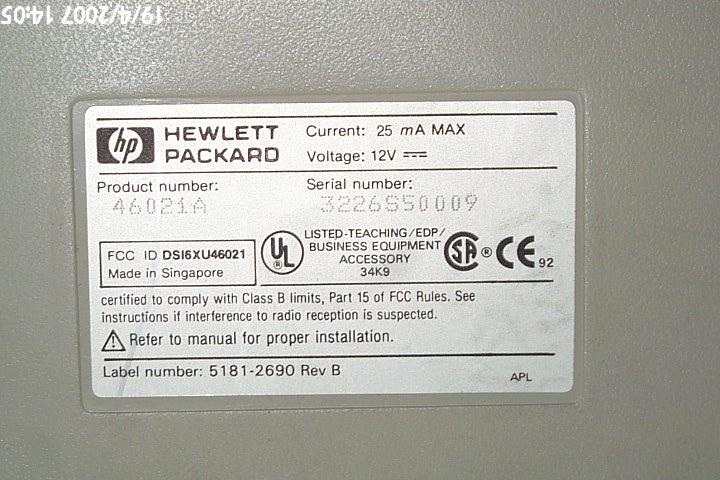 19/4/2007 14:05
hp HEWLETT PACKARD
Current: 25 mA MAX
Voltage: 12V
Product number:
46021A
Serial number:
3226S50009
FCC ID DSI6XU46021
Made in Singapore
UL
LISTED-TEACHING/EDP/
BUSINESS EQUIPMENT
ACCESSORY
34K9
SA ® CE 92
certified to comply with Class B limits, Part 15 of FCC Rules. See
instructions if interference to radio reception is suspected.
Refer to manual for proper installation.
Label number: 5181-2690 Rev B
APL